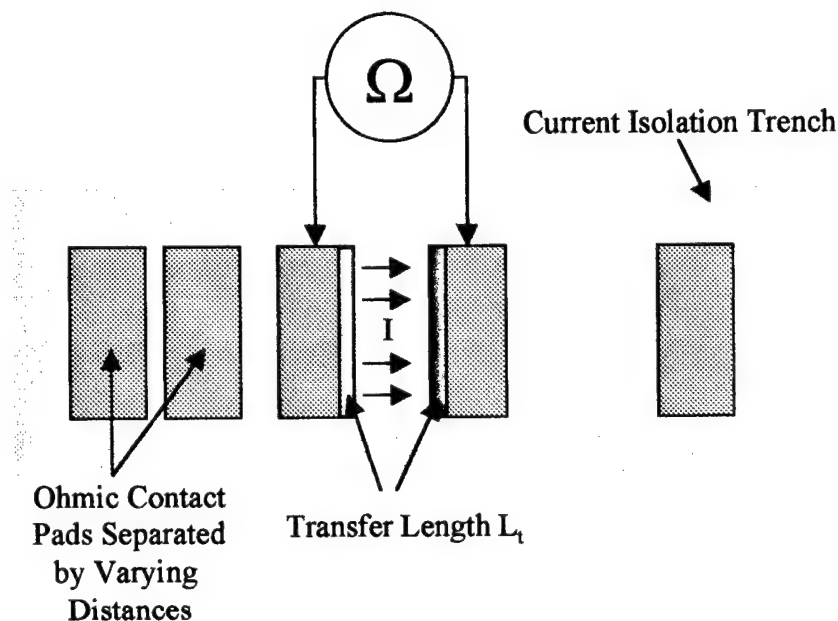 Ω
Current Isolation Trench
I
Ohmic Contact
Pads Separated
by Varying
Distances
Transfer Length Lₜ